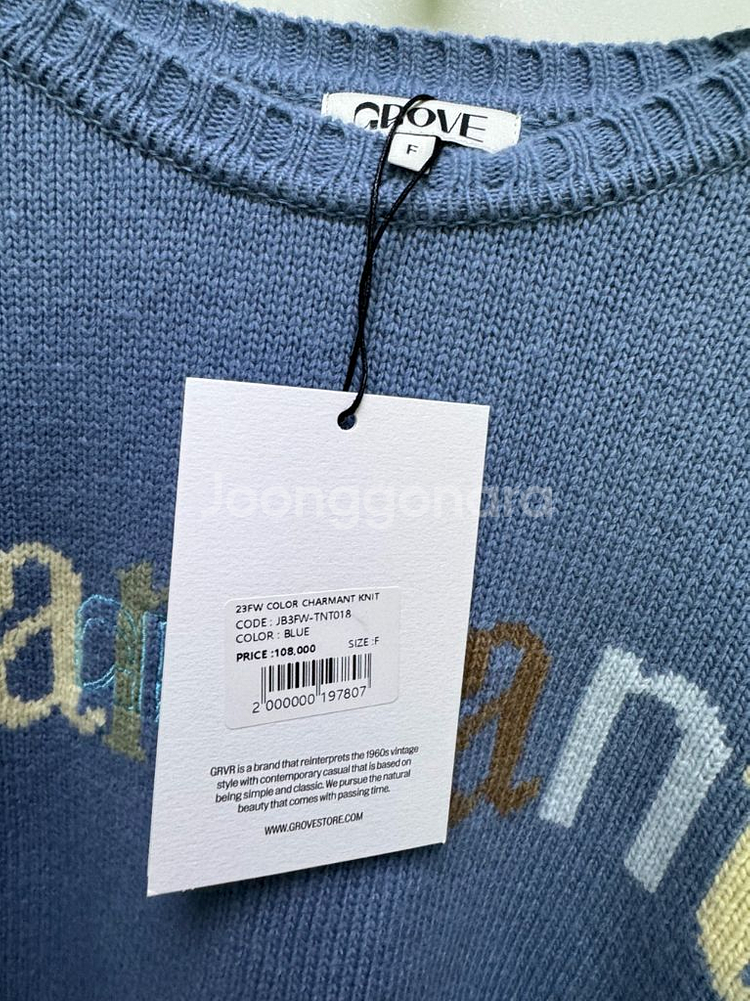 GROVE
F
Joonggonara
23FW COLOR CHARMANT KNIT
CODE : JB3FW-TNT018
COLOR : BLUE
PRICE :108,000 SIZE :F
2 000000 197807
GRVR is a brand that reinterprets the 1960s vintage
style with contemporary casual that is based on
being simple and classic. We pursue the natural
beauty that comes with passing time.
WWW.GROVESTORE.COM
a r
a n